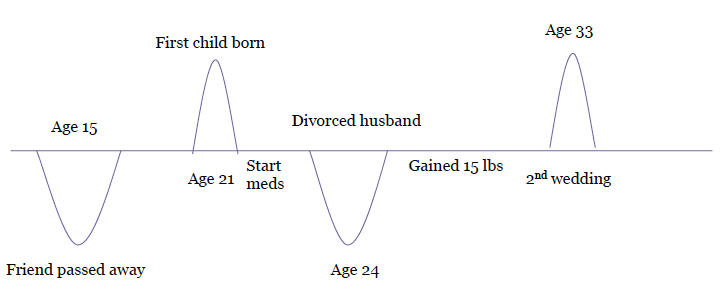 Age 33
First child born
Divorced husband
Age 15
Start
meds
Gained 15 lbs
Age 21
2nd wedding
Friend passed away
Age 24